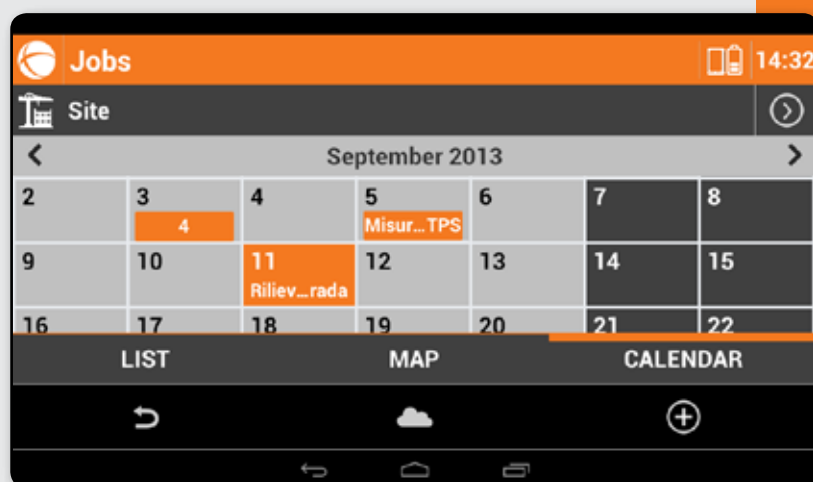 Jobs 14:32
Site
September 2013
2 3 4 5 6 7 8
4 Misur...TPS
9 10 11 12 13 14 15
Riliev...rada
16 17 18 19 20 21 22
LIST MAP CALENDAR